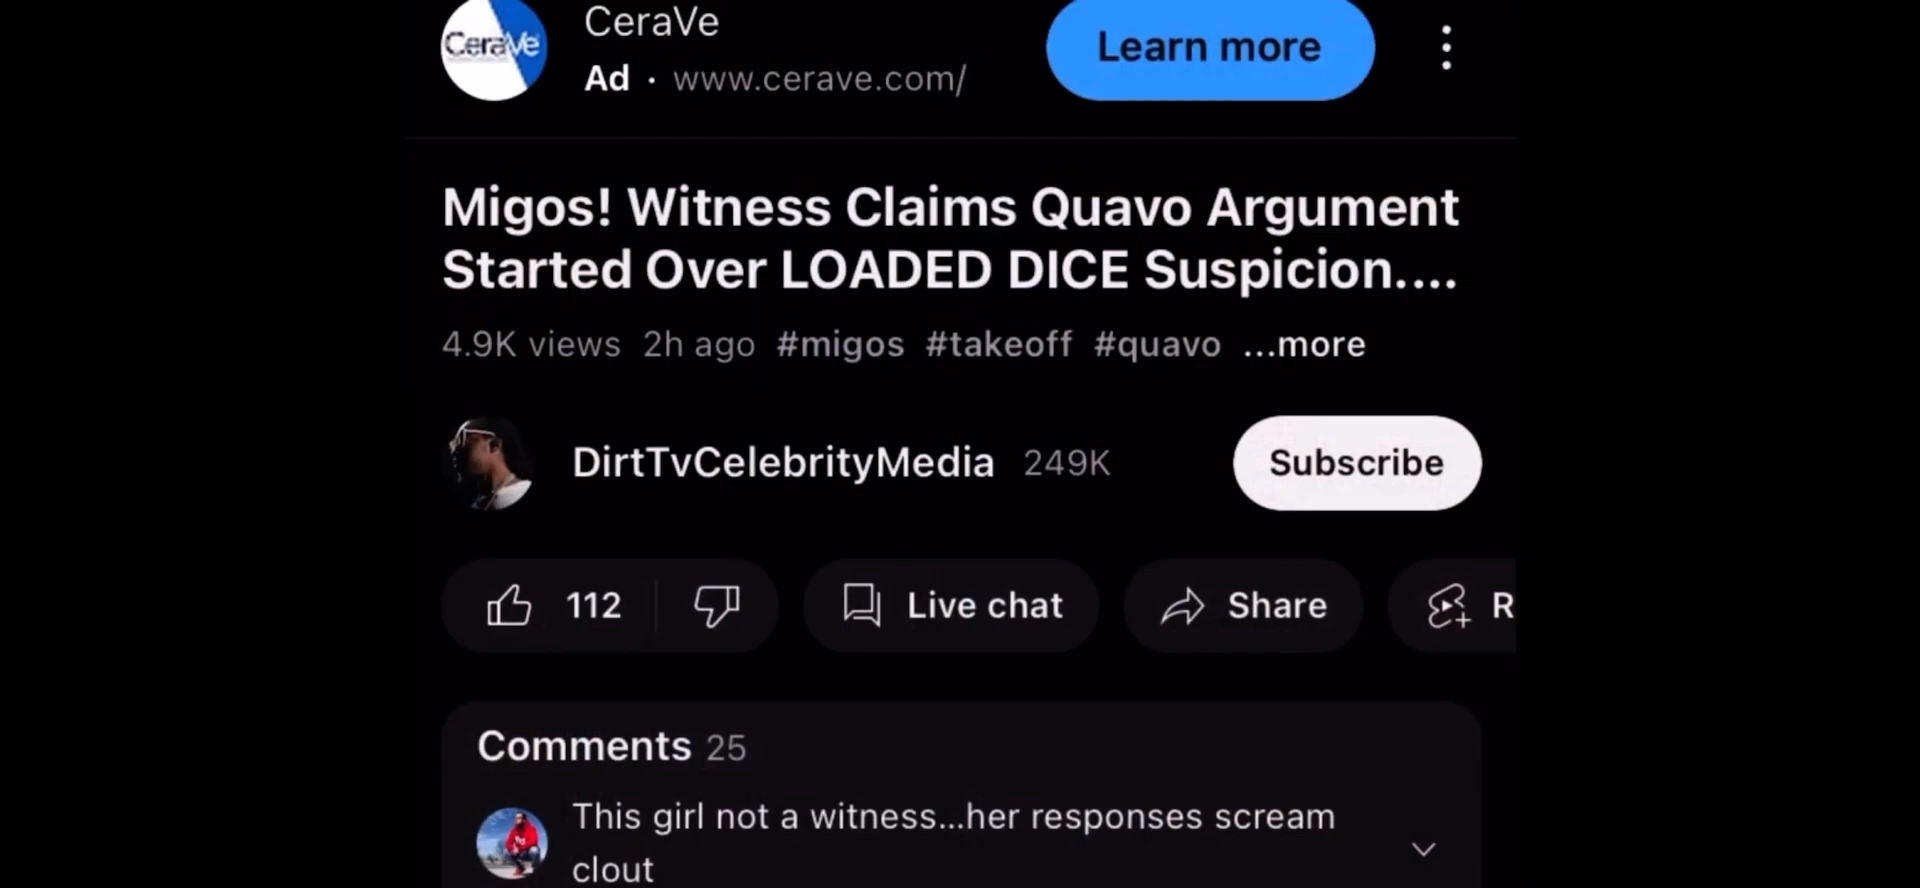 CeraVe
CeraVe
Ad · www.cerave.com/
Learn more
Migos! Witness Claims Quavo Argument
Started Over LOADED DICE Suspicion....
4.9K views 2h ago #migos #takeoff #quavo ...more
DirtTvCelebrityMedia 249K
Subscribe
112
Live chat
Share
R
Comments 25
This girl not a witness...her responses scream
clout